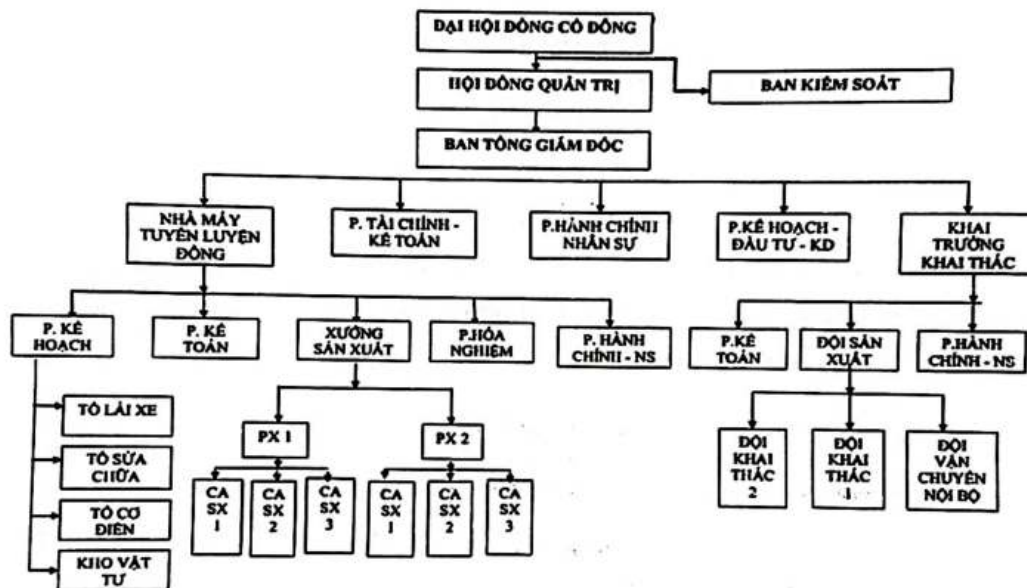 ĐẠI HỘI ĐỒNG CỔ ĐÔNG
HỘI ĐỒNG QUẢN TRỊ
BAN KIỂM SOÁT
BAN TỔNG GIÁM ĐỐC
NHÀ MÁY
TUYỂN LUYỆN
ĐỒNG
P. TÀI CHÍNH -
KẾ TOÁN
P.HÀNH CHÍNH
NHÂN SỰ
P.KẾ HOẠCH -
ĐẦU TƯ - KD
KHAI
TRƯỜNG
KHAI THÁC
P. KẾ
HOẠCH
P. KẾ
TOÁN
XƯỞNG
SẢN XUẤT
P.HÓA
NGHIỆM
P. HÀNH
CHÍNH - NS
P.KẾ
TOÁN
ĐỘI SẢN
XUẤT
P.HÀNH
CHÍNH - NS
TỔ LÁI XE
TỔ SỬA
CHỮA
TỔ CƠ
ĐIỆN
KHO VẬT
TƯ
PX 1
PX 2
CA
SX
1
CA
SX
2
CA
SX
3
CA
SX
1
CA
SX
2
CA
SX
3
ĐỘI
KHAI
THÁC
2
ĐỘI
KHAI
THÁC
1
ĐỘI
VẬN
CHUYỂN
NỘI BỘ